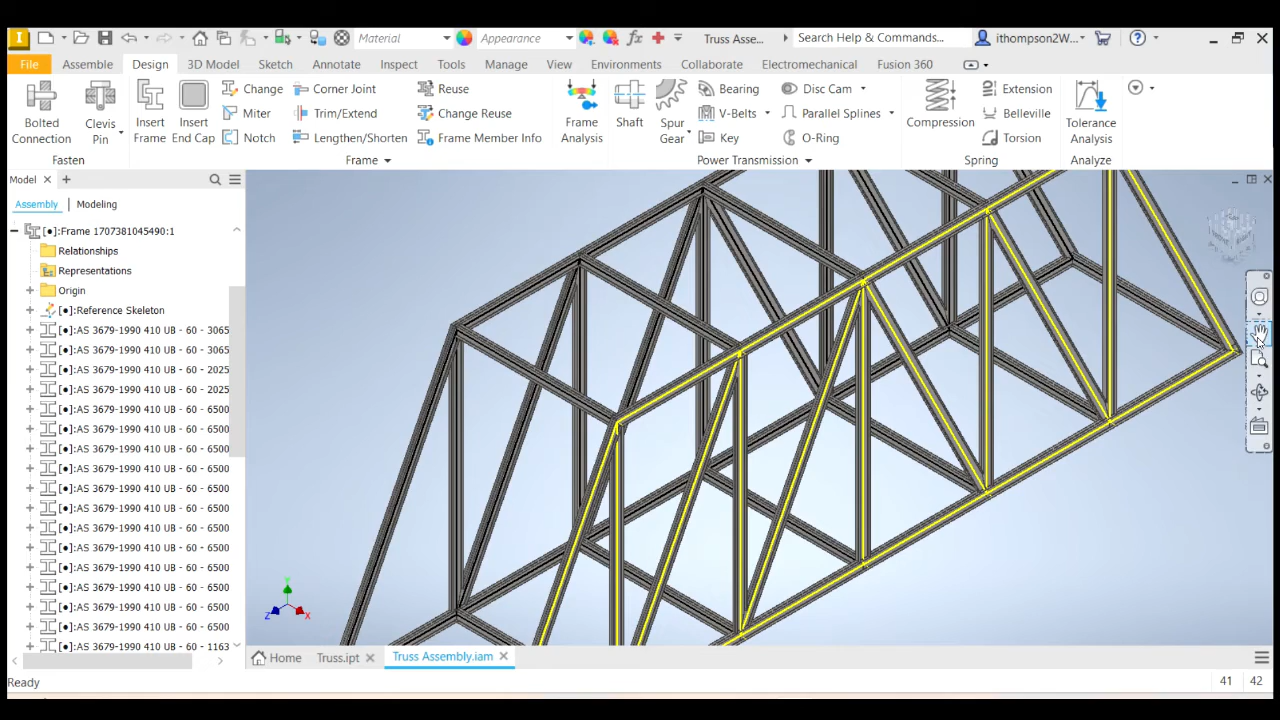 Material
Appearance
fx
Truss Asse...
Search Help & Commands...
ithompson2W...
File
Assemble
Design
3D Model
Sketch
Annotate
Inspect
Tools
Manage
View
Environments
Collaborate
Electromechanical
Fusion 360
Bolted Connection
Clevis Pin
Insert Frame
Insert End Cap
Change
Miter
Notch
Corner Joint
Trim/Extend
Lengthen/Shorten
Reuse
Change Reuse
Frame Member Info
Frame Analysis
Shaft
Spur Gear
Bearing
V-Belts
Key
Disc Cam
Parallel Splines
O-Ring
Compression
Extension
Belleville
Torsion
Tolerance Analysis
Fasten
Frame
Power Transmission
Spring
Analyze
Model
Assembly
Modeling
[●]:Frame 1707381045490:1
Relationships
Representations
Origin
[●]:Reference Skeleton
[●]:AS 3679-1990 410 UB - 60 - 3065
[●]:AS 3679-1990 410 UB - 60 - 3065
[●]:AS 3679-1990 410 UB - 60 - 2025
[●]:AS 3679-1990 410 UB - 60 - 2025
[●]:AS 3679-1990 410 UB - 60 - 6500
[●]:AS 3679-1990 410 UB - 60 - 6500
[●]:AS 3679-1990 410 UB - 60 - 6500
[●]:AS 3679-1990 410 UB - 60 - 6500
[●]:AS 3679-1990 410 UB - 60 - 6500
[●]:AS 3679-1990 410 UB - 60 - 6500
[●]:AS 3679-1990 410 UB - 60 - 6500
[●]:AS 3679-1990 410 UB - 60 - 6500
[●]:AS 3679-1990 410 UB - 60 - 6500
[●]:AS 3679-1990 410 UB - 60 - 6500
[●]:AS 3679-1990 410 UB - 60 - 6500
[●]:AS 3679-1990 410 UB - 60 - 6500
[●]:AS 3679-1990 410 UB - 60 - 1163
Y
Z
X
Home
Truss.ipt
Truss Assembly.iam
Ready
41
42